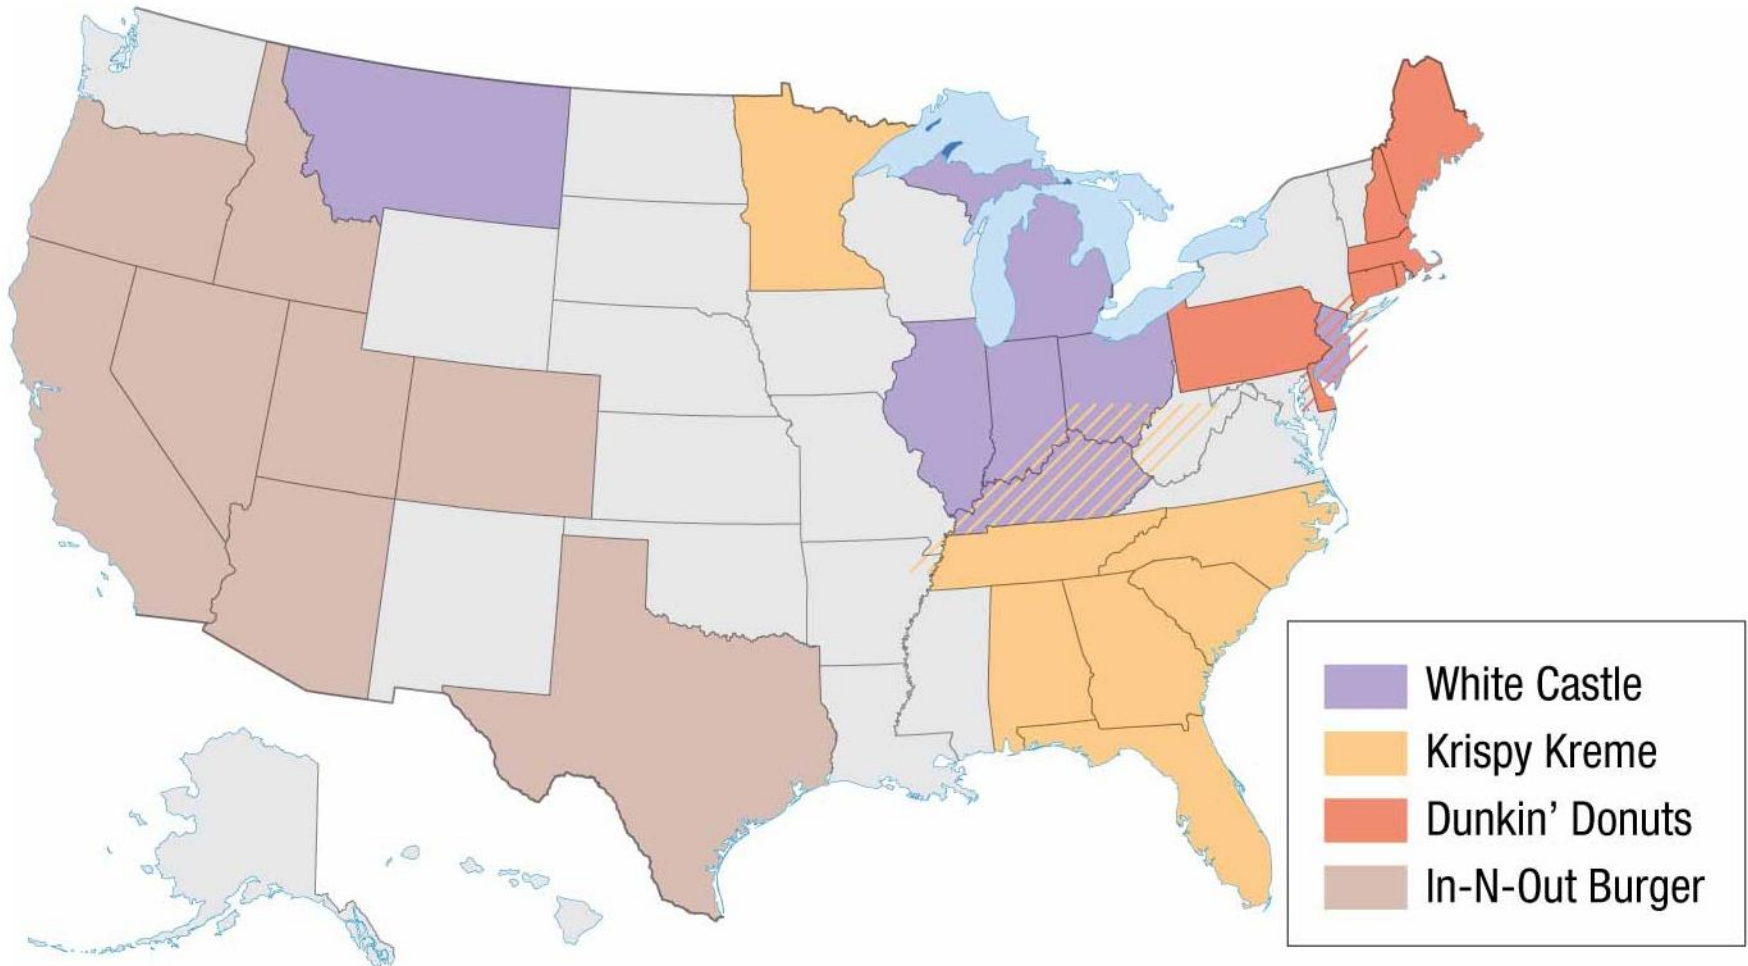 White Castle
Krispy Kreme
Dunkin’ Donuts
In-N-Out Burger